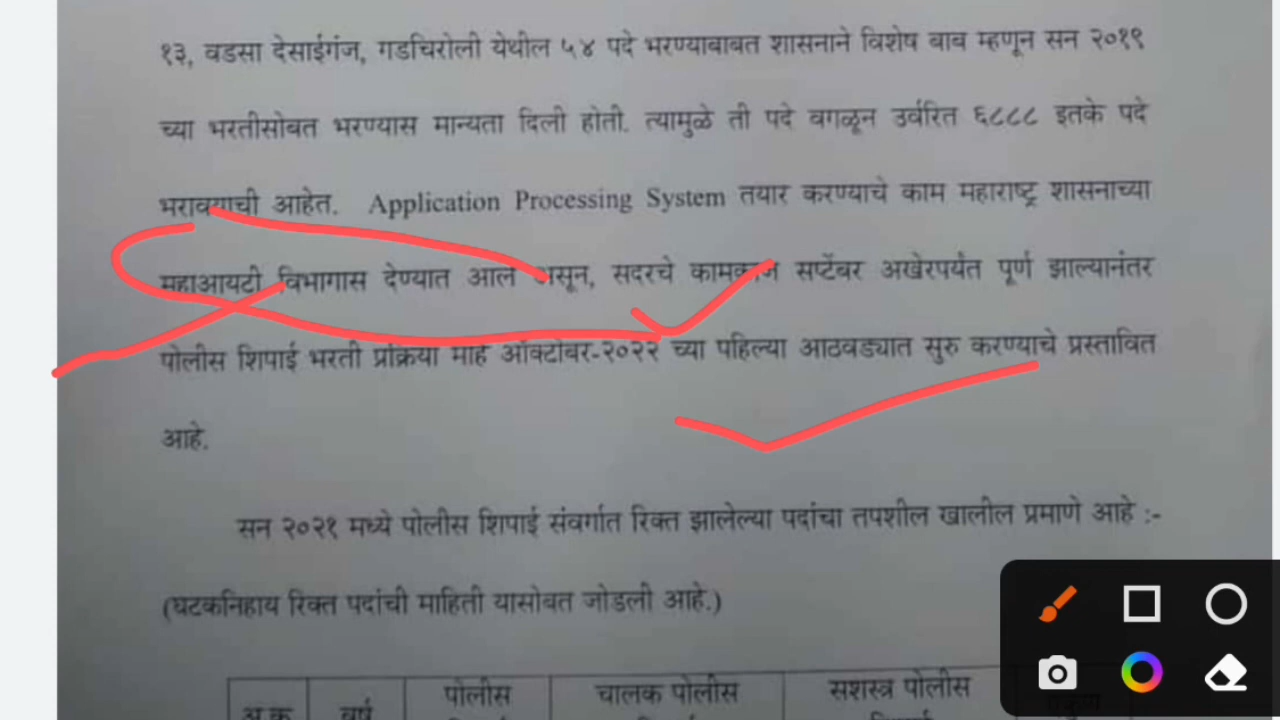 १३, वडसा देसाईगंज, गडचिरोली येथील ५४ पदे भरण्याबाबत शासनाने विशेष बाब म्हणून सन २०१९
च्या भरतीसोबत भरण्यास मान्यता दिली होती. त्यामुळे ती पदे वगळून उर्वरित ६८८८ इतके पदे
भरावयाची आहेत. Application Processing System तयार करण्याचे काम महाराष्ट्र शासनाच्या
महाआयटी विभागास देण्यात आले असून, सदरचे कामकाज सप्टेंबर अखेरपर्यंत पूर्ण झाल्यानंतर
पोलीस शिपाई भरती प्रक्रिया माहे ऑक्टोबर-२०२२ च्या पहिल्या आठवड्यात सुरु करण्याचे प्रस्तावित
आहे.
सन २०२१ मध्ये पोलीस शिपाई संवर्गात रिक्त झालेल्या पदांचा तपशील खालील प्रमाणे आहे :-
(घटकनिहाय रिक्त पदांची माहिती यासोबत जोडली आहे.)
अ.क्र वर्ष पोलीस चालक पोलीस सशस्त्र पोलीस